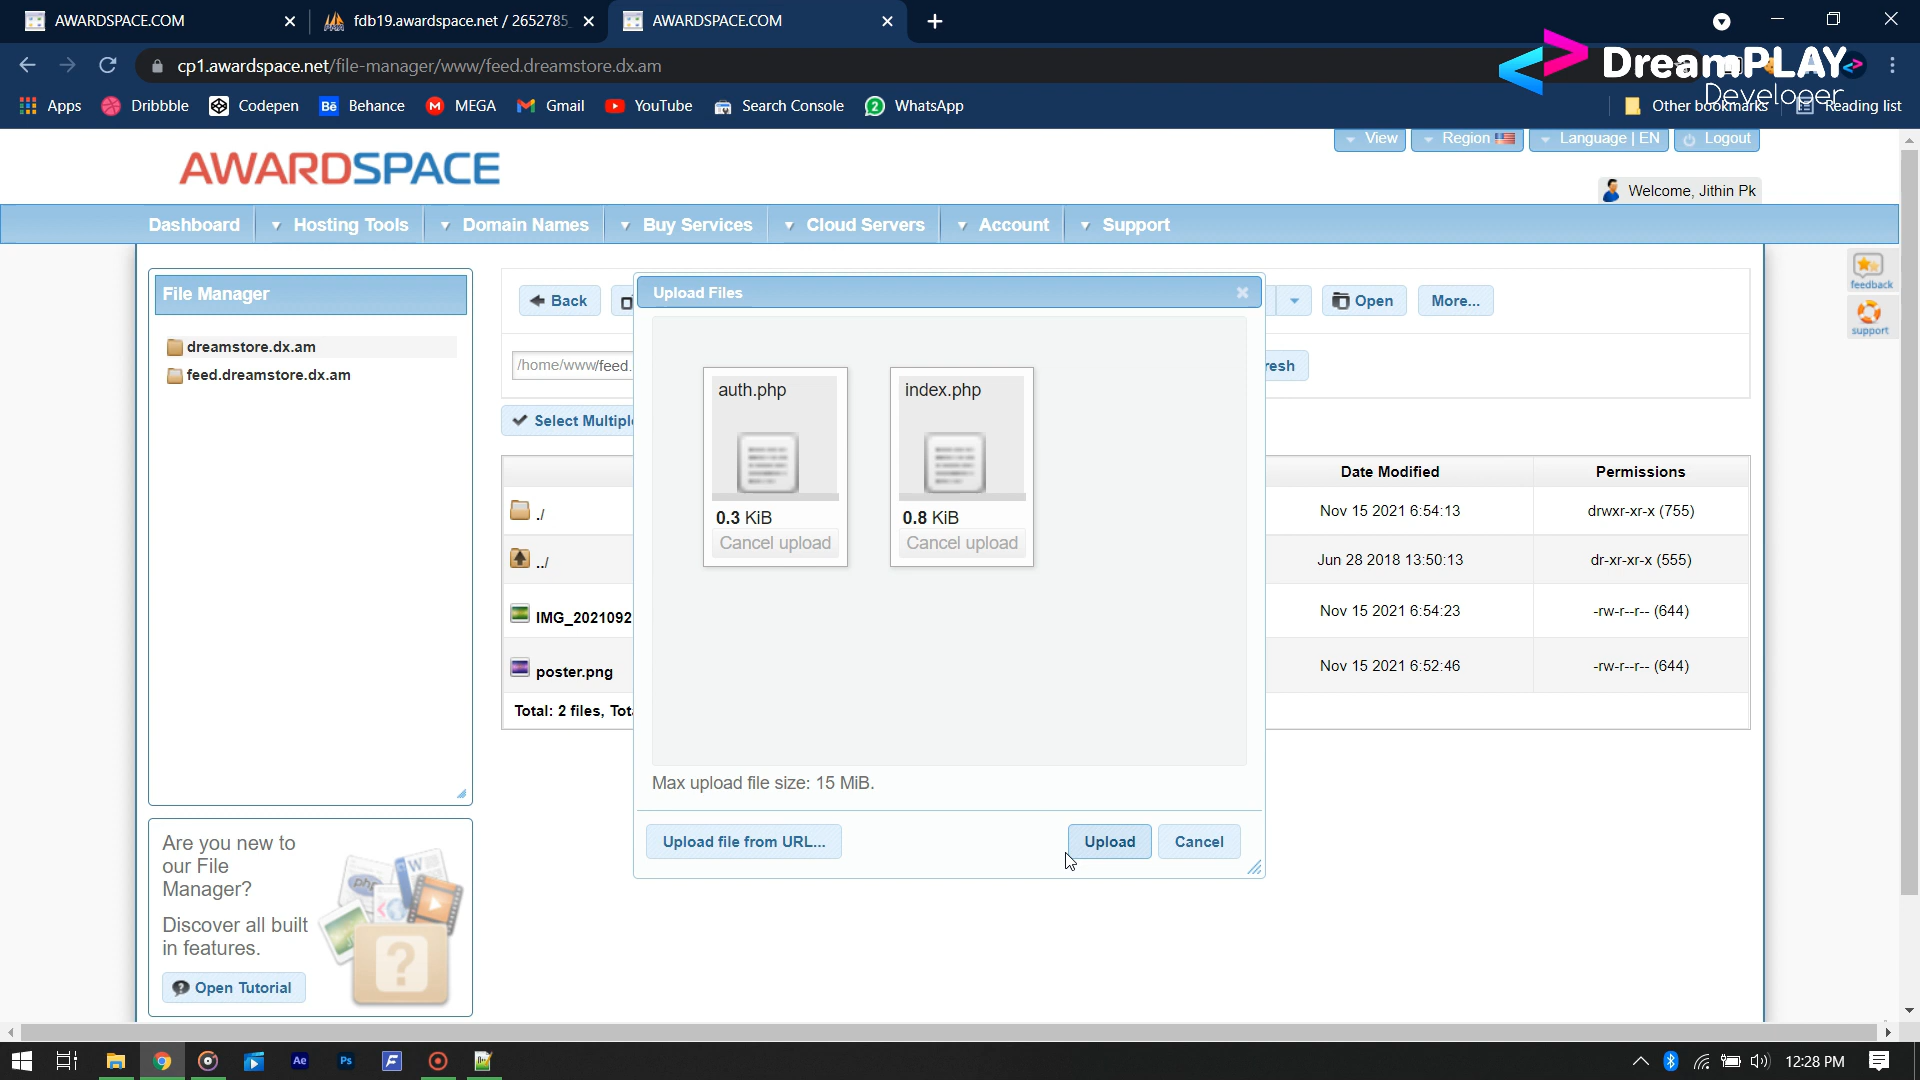 AWARDSPACE.COM
fdb19.awardspace.net / 2652785
AWARDSPACE.COM
cp1.awardspace.net/file-manager/www/feed.dreamstore.dx.am
DreamPLAY
Developer
Apps
Dribbble
Codepen
Behance
MEGA
Gmail
YouTube
Search Console
WhatsApp
Other bookmarks
Reading list
View
Region
Language | EN
Logout
AWARDSPACE
Welcome, Jithin Pk
Dashboard
Hosting Tools
Domain Names
Buy Services
Cloud Servers
Account
Support
feedback
support
File Manager
dreamstore.dx.am
feed.dreamstore.dx.am
Back
Upload Files
Open
More...
/home/www/feed.
resh
Select Multiple
auth.php
index.php
0.3 KiB
0.8 KiB
Cancel upload
Cancel upload
Date Modified
Permissions
./
Nov 15 2021 6:54:13
drwxr-xr-x (755)
../
Jun 28 2018 13:50:13
dr-xr-xr-x (555)
IMG_2021092
Nov 15 2021 6:54:23
-rw-r--r-- (644)
poster.png
Nov 15 2021 6:52:46
-rw-r--r-- (644)
Total: 2 files, Tot
Max upload file size: 15 MiB.
Upload file from URL...
Upload
Cancel
Are you new to
our File
Manager?
Discover all built
in features.
Open Tutorial
php
W
?
Ae
Ps
12:28 PM